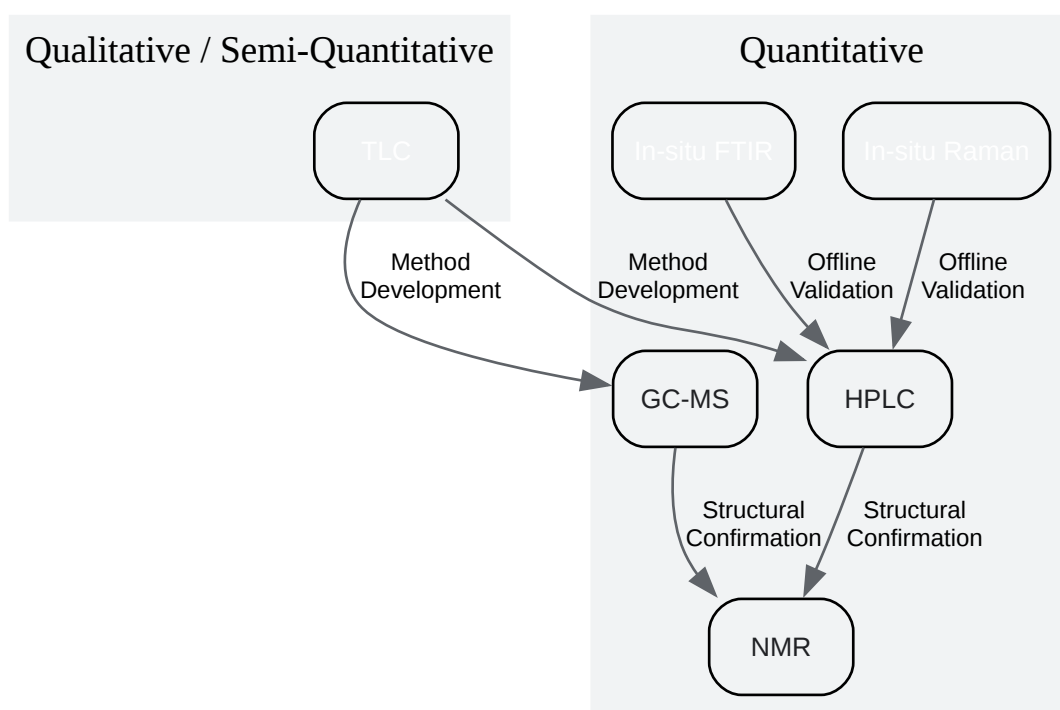 Qualitative / Semi-Quantitative
Quantitative
TLC
In-situ FTIR
In-situ Raman
Method
Development
Method
Development
Offline
Validation
Offline
Validation
GC-MS
HPLC
Structural
Confirmation
Structural
Confirmation
NMR